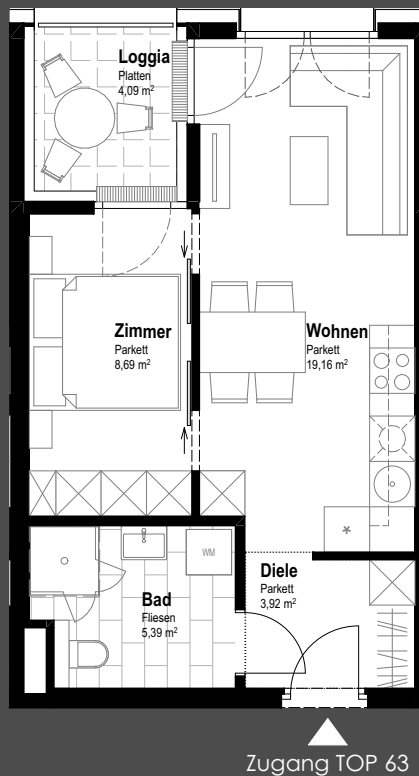 Loggia
Platten
4,09 m²
Zimmer
Parkett
8,69 m²
Wohnen
Parkett
19,16 m²
*
WM
Bad
Fliesen
5,39 m²
Diele
Parkett
3,92 m²
Zugang TOP 63